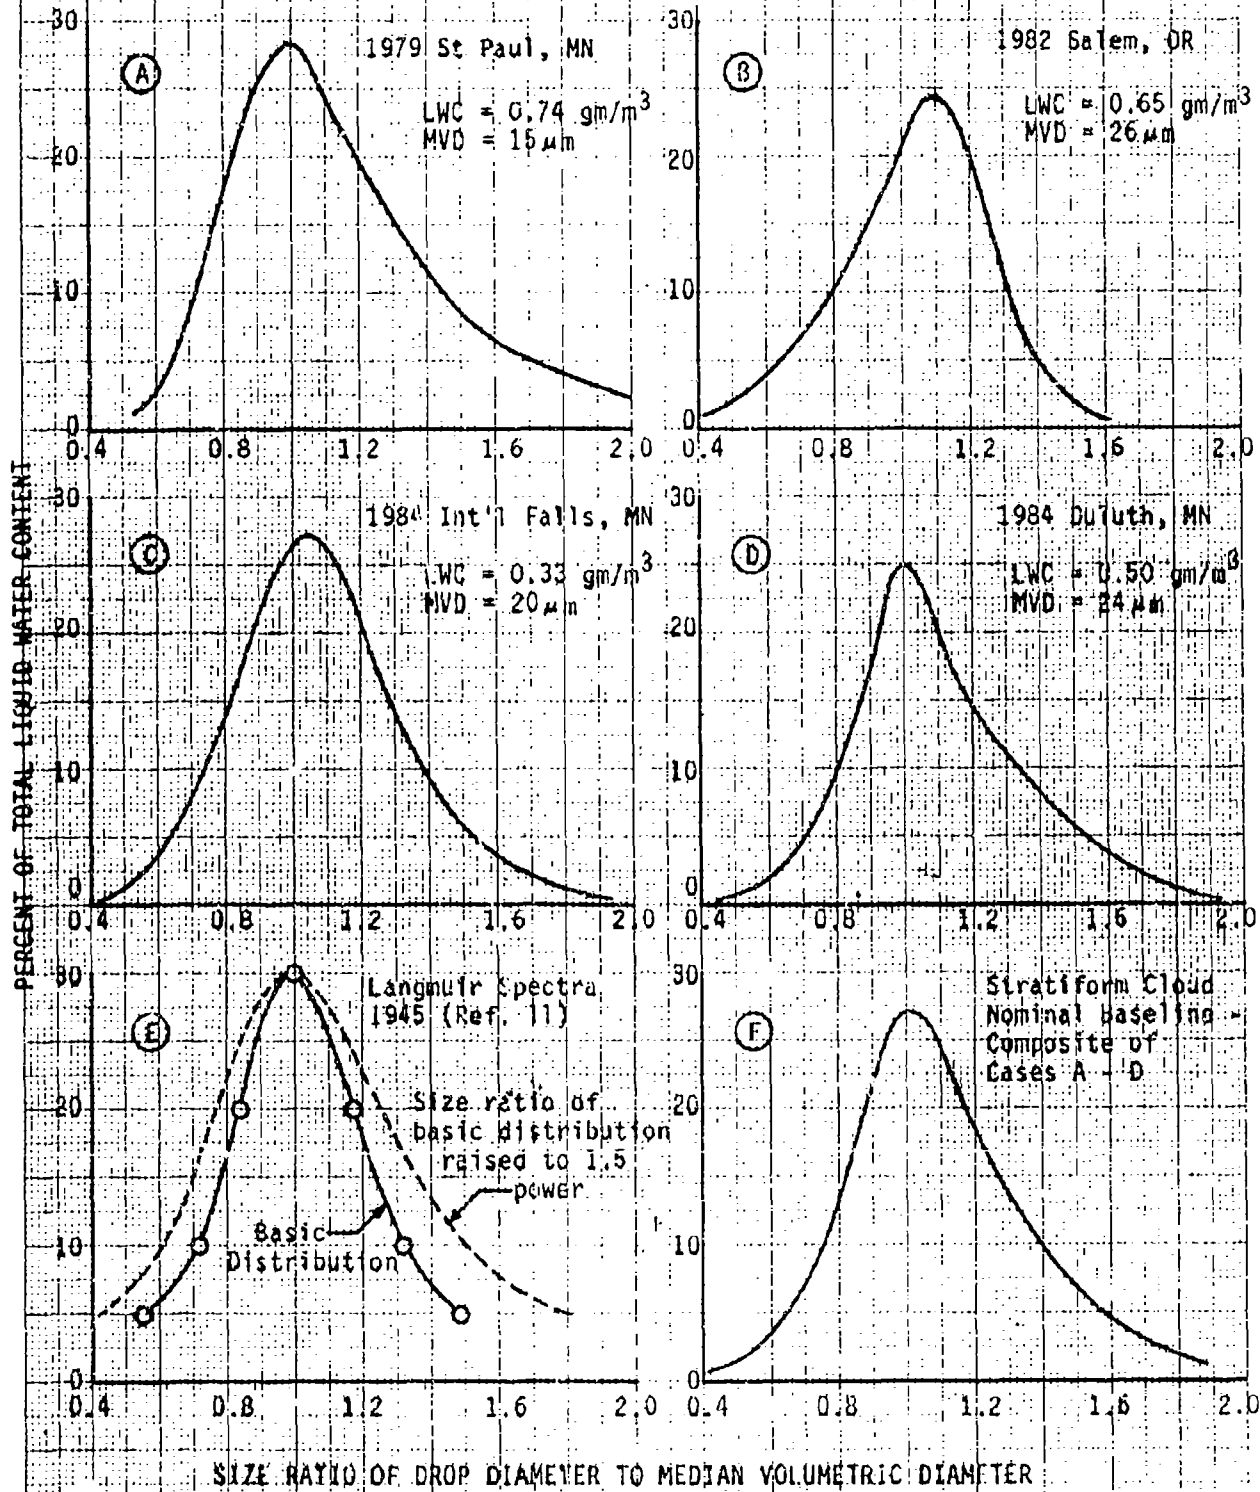 30
20
10
0
0.4 0.8 1.2 1.6 2.0
A
1979 St Paul, MN
LWC = 0.74 gm/m3
MVD = 15 μm
30
20
10
0
0.4 0.8 1.2 1.6 2.0
B
1982 Salem, OR
LWC = 0.65 gm/m3
MVD = 26 μm
PERCENT OF TOTAL LIQUID WATER CONTENT
30
20
10
0
0.4 0.8 1.2 1.6 2.0
C
1984 Int'l Falls, MN
LWC = 0.33 gm/m3
MVD = 20 μm
30
20
10
0
0.4 0.8 1.2 1.6 2.0
D
1984 Duluth, MN
LWC = 0.50 gm/m3
MVD = 24 μm
30
20
10
0
0.4 0.8 1.2 1.6 2.0
E
Langmuir Spectra
1945 (Ref. 11)
Size ratio of
basic distribution
raised to 1.5
power
Basic
Distribution
30
20
10
0
0.4 0.8 1.2 1.6 2.0
F
Stratiform Cloud
Nominal Baseline -
Composite of
Cases A - D
SIZE RATIO OF DROP DIAMETER TO MEDIAN VOLUMETRIC DIAMETER